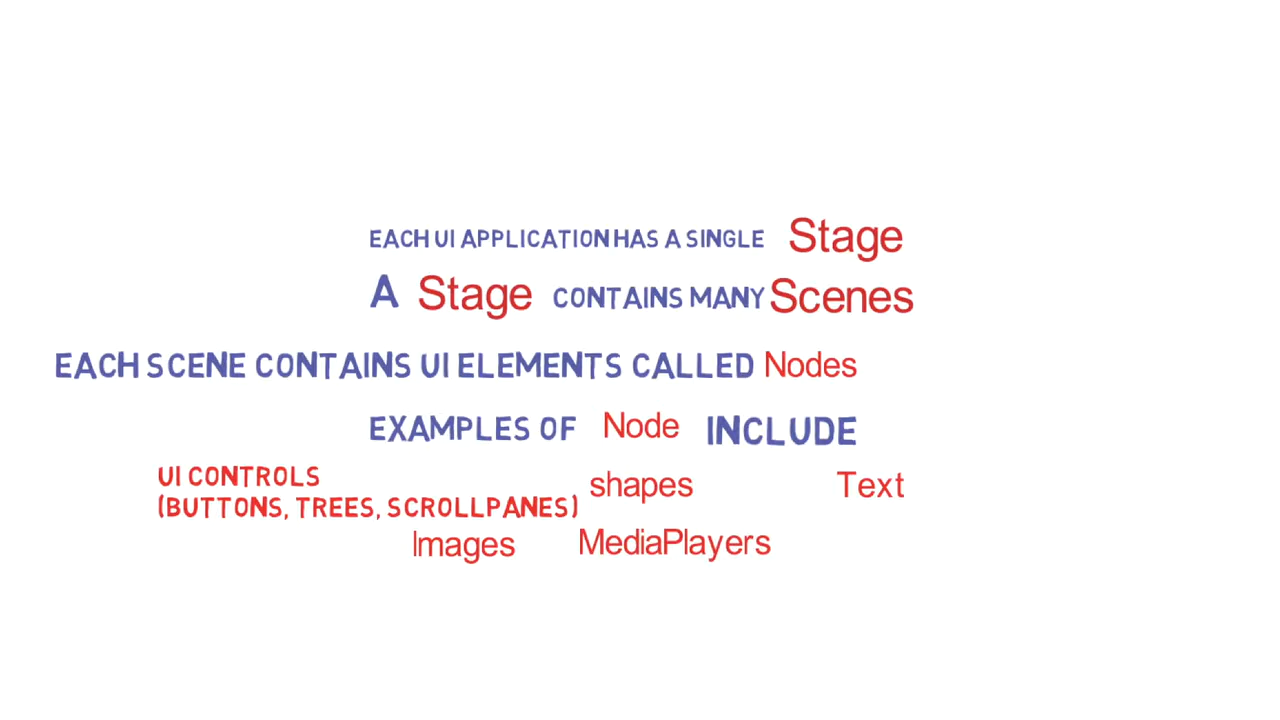 EACH UI APPLICATION HAS A SINGLE Stage
A Stage CONTAINS MANY Scenes
EACH SCENE CONTAINS UI ELEMENTS CALLED Nodes
EXAMPLES OF Node INCLUDE
UI CONTROLS
(BUTTONS, TREES, SCROLLPANES)
shapes
Text
Images
MediaPlayers